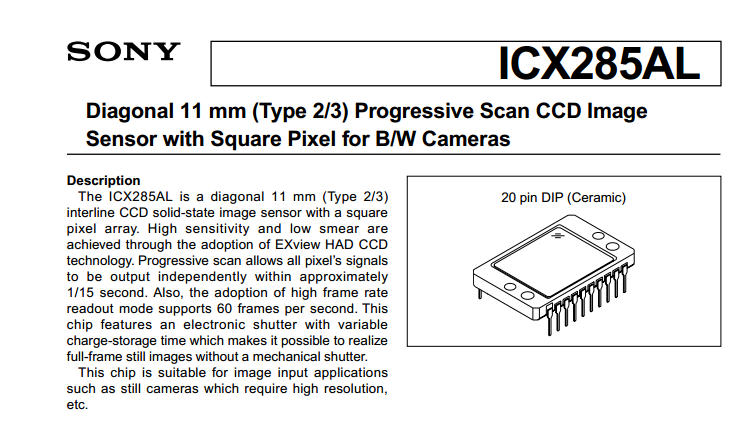 SONY
ICX285AL
Diagonal 11 mm (Type 2/3) Progressive Scan CCD Image
Sensor with Square Pixel for B/W Cameras
Description
The ICX285AL is a diagonal 11 mm (Type 2/3)
interline CCD solid-state image sensor with a square
pixel array. High sensitivity and low smear are
achieved through the adoption of EXview HAD CCD
technology. Progressive scan allows all pixel's signals
to be output independently within approximately
1/15 second. Also, the adoption of high frame rate
readout mode supports 60 frames per second. This
chip features an electronic shutter with variable
charge-storage time which makes it possible to realize
full-frame still images without a mechanical shutter.
This chip is suitable for image input applications
such as still cameras which require high resolution,
etc.
20 pin DIP (Ceramic)